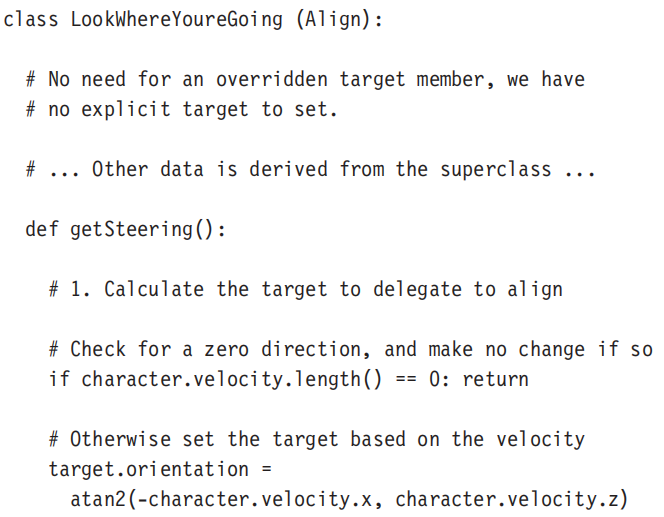 class LookWhereYoureGoing (Align):
# No need for an overridden target member, we have
# no explicit target to set.
# ... Other data is derived from the superclass ...
def getSteering():
# 1. Calculate the target to delegate to align
# Check for a zero direction, and make no change if so
if character.velocity.length() == 0: return
# Otherwise set the target based on the velocity
target.orientation =
atan2(-character.velocity.x, character.velocity.z)